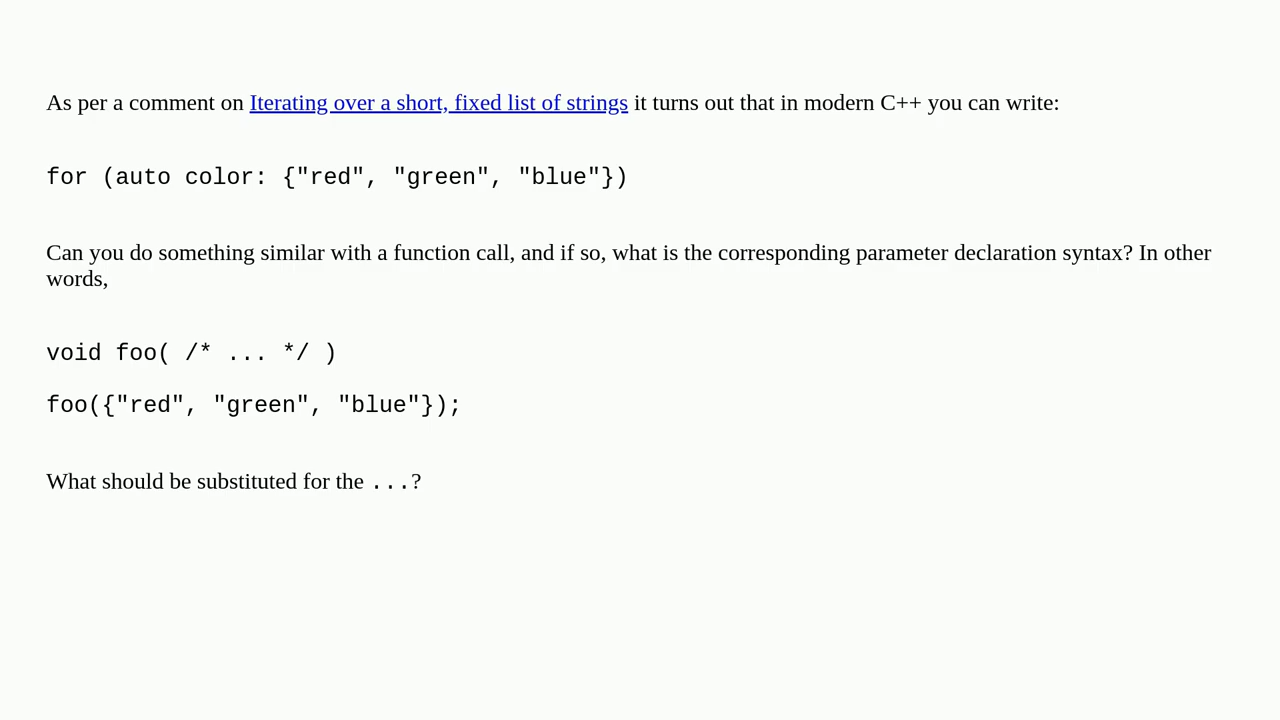 As per a comment on Iterating over a short, fixed list of strings it turns out that in modern C++ you can write:
for (auto color: {"red", "green", "blue"})
Can you do something similar with a function call, and if so, what is the corresponding parameter declaration syntax? In other
words,
void foo( /* ... */ )
foo({"red", "green", "blue"});
What should be substituted for the ...?